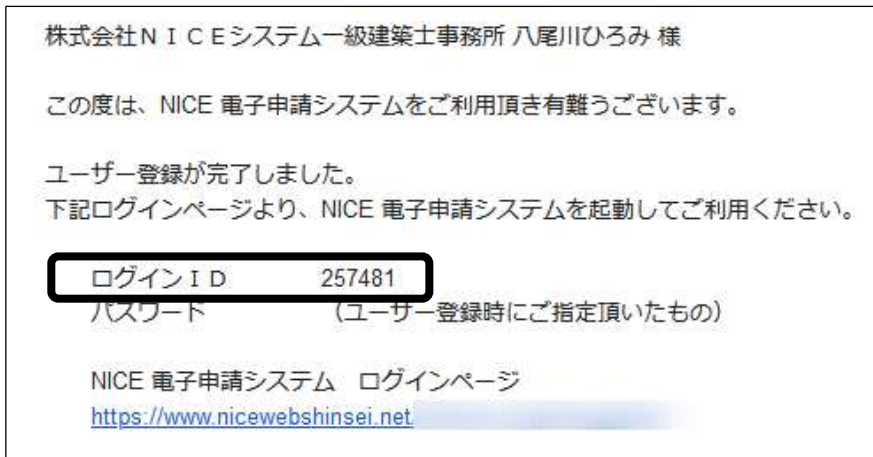 株式会社ＮＩＣＥシステム一級建築士事務所 八尾川ひろみ 様
この度は、NICE 電子申請システムをご利用頂き有難うございます。
ユーザー登録が完了しました。
下記ログインページより、NICE 電子申請システムを起動してご利用ください。
ログインＩＤ 257481
パスワード （ユーザー登録時にご指定頂いたもの）
NICE 電子申請システム　ログインページ
https://www.nicewebshinsei.net